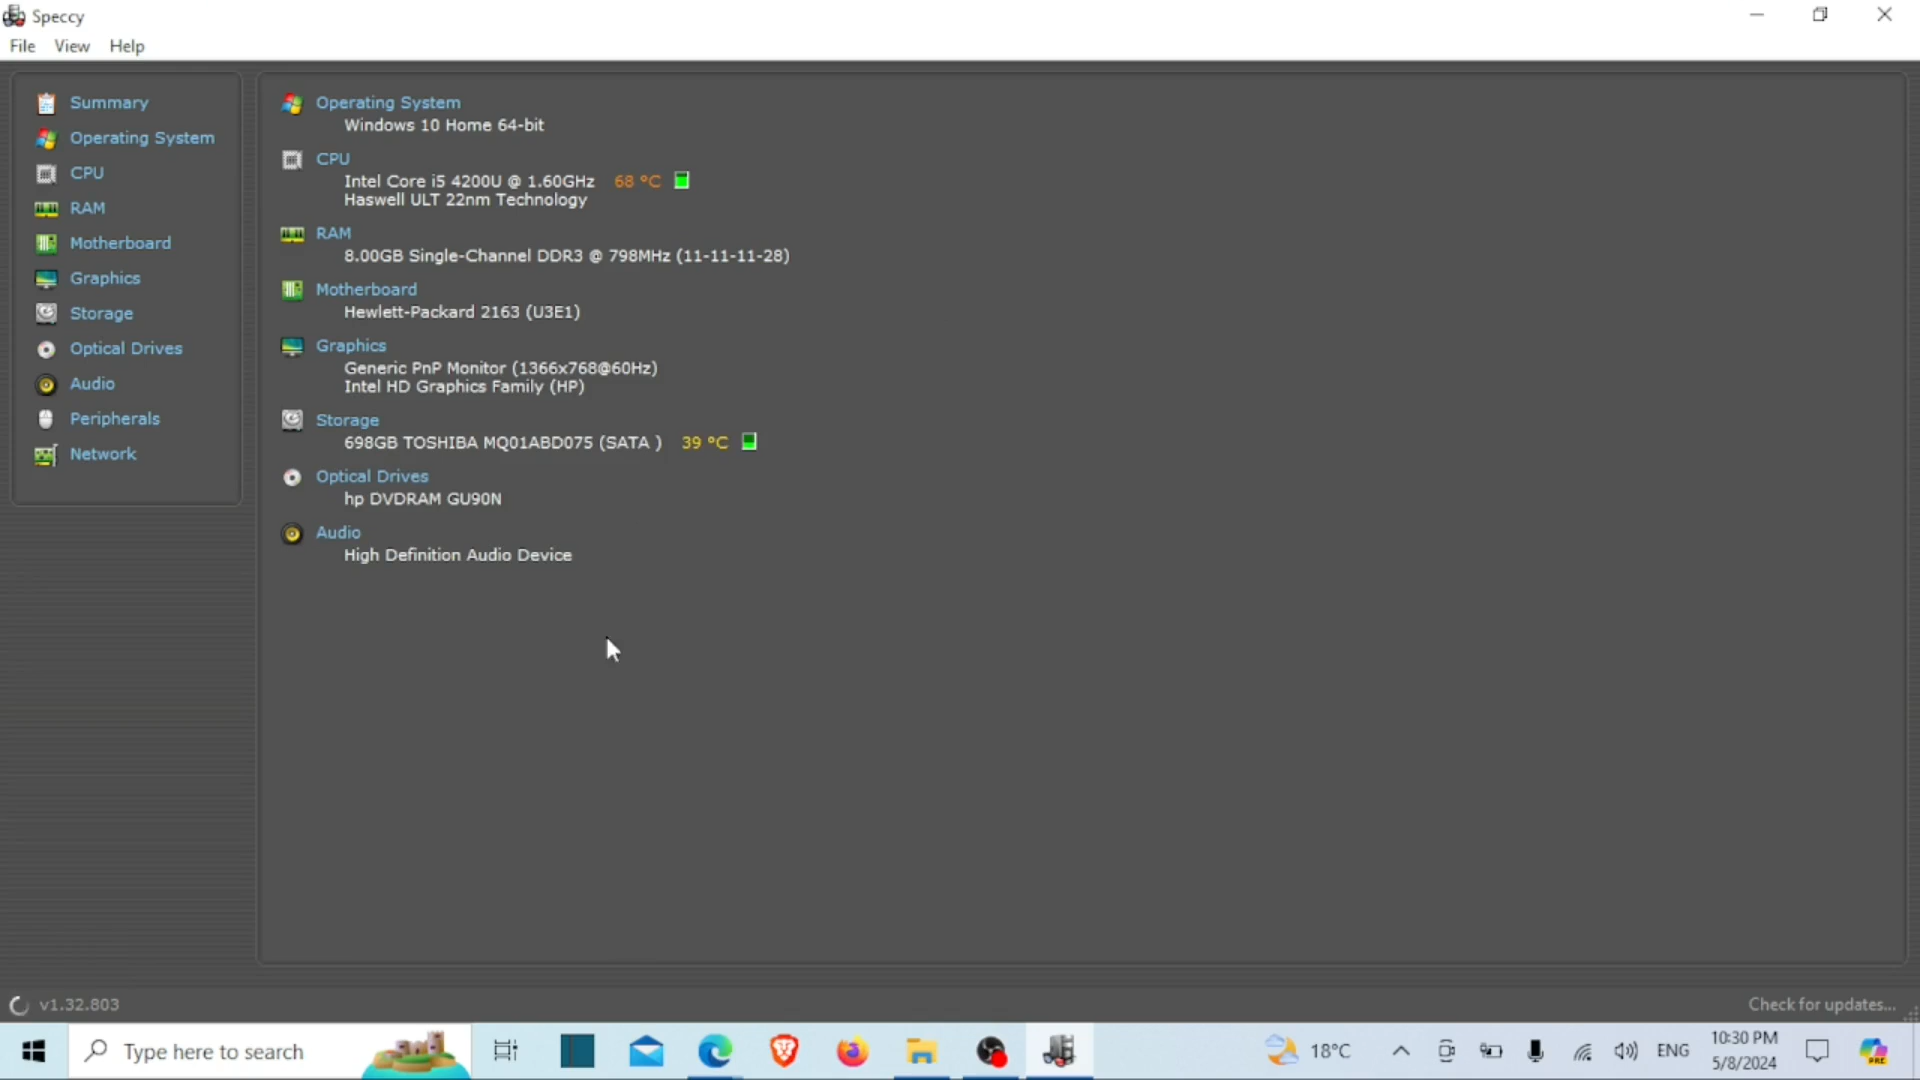 Speccy
File View Help
Summary
Operating System
CPU
RAM
Motherboard
Graphics
Storage
Optical Drives
Audio
Peripherals
Network
Operating System
Windows 10 Home 64-bit
CPU
Intel Core i5 4200U @ 1.60GHz 68 °C
Haswell ULT 22nm Technology
RAM
8.00GB Single-Channel DDR3 @ 798MHz (11-11-11-28)
Motherboard
Hewlett-Packard 2163 (U3E1)
Graphics
Generic PnP Monitor (1366x768@60Hz)
Intel HD Graphics Family (HP)
Storage
698GB TOSHIBA MQ01ABD075 (SATA ) 39 °C
Optical Drives
hp DVDRAM GU90N
Audio
High Definition Audio Device
v1.32.803
Check for updates...
Type here to search
18°C
ENG
10:30 PM
5/8/2024
PRE